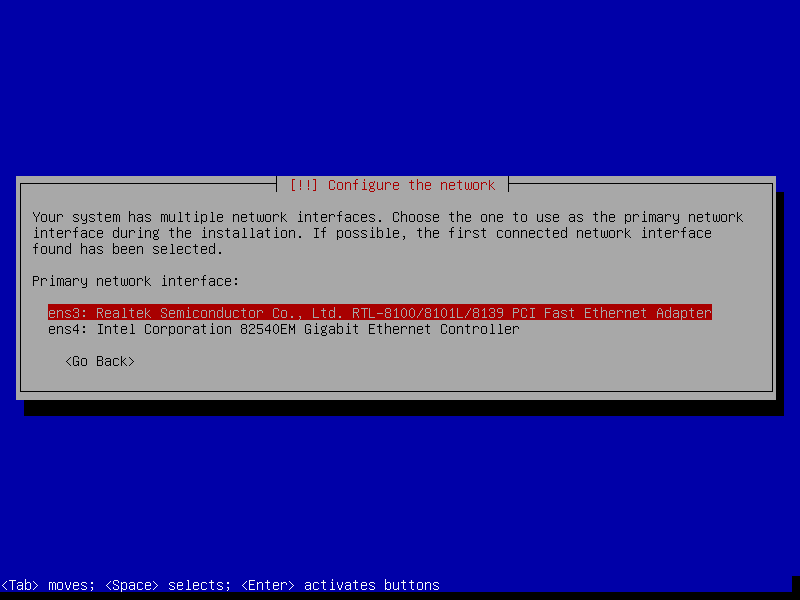 [!!] Configure the network
Your system has multiple network interfaces. Choose the one to use as the primary network
interface during the installation. If possible, the first connected network interface
found has been selected.
Primary network interface:
ens3: Realtek Semiconductor Co., Ltd. RTL-8100/8101L/8139 PCI Fast Ethernet Adapter
ens4: Intel Corporation 82540EM Gigabit Ethernet Controller
<Go Back>
<Tab> moves; <Space> selects; <Enter> activates buttons